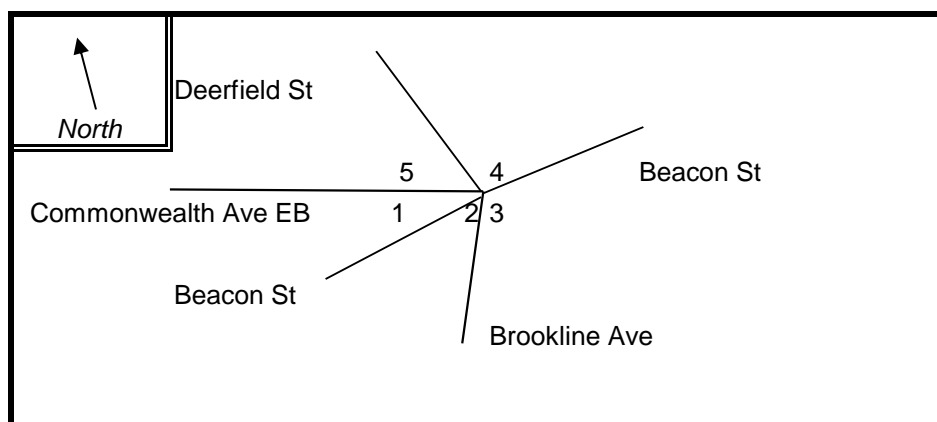 Deerfield St
North
5
4
Beacon St
Commonwealth Ave EB
1
2
3
Beacon St
Brookline Ave